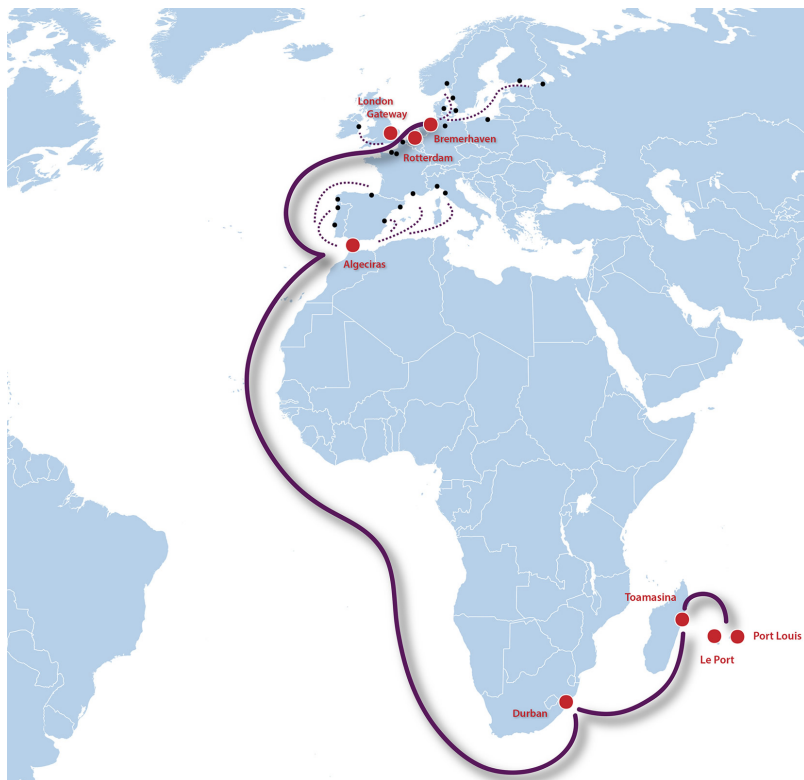 London
Gateway
Bremerhaven
Rotterdam
Algeciras
Toamasina
Port Louis
Le Port
Durban